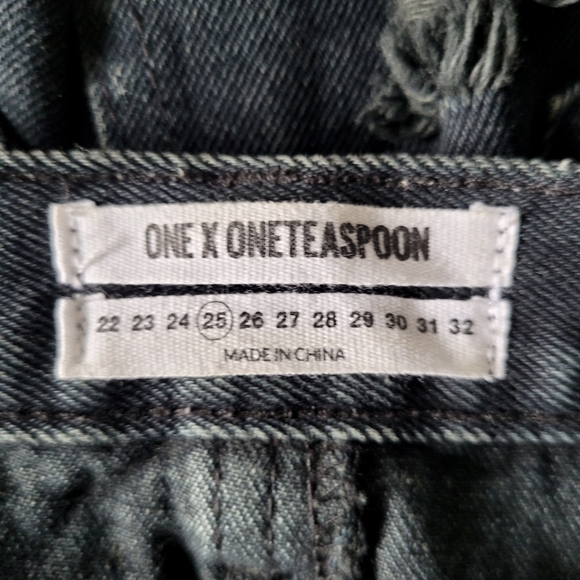 ONE X ONETEASPOON
22 23 24 25 26 27 28 29 30 31 32
MADE IN CHINA